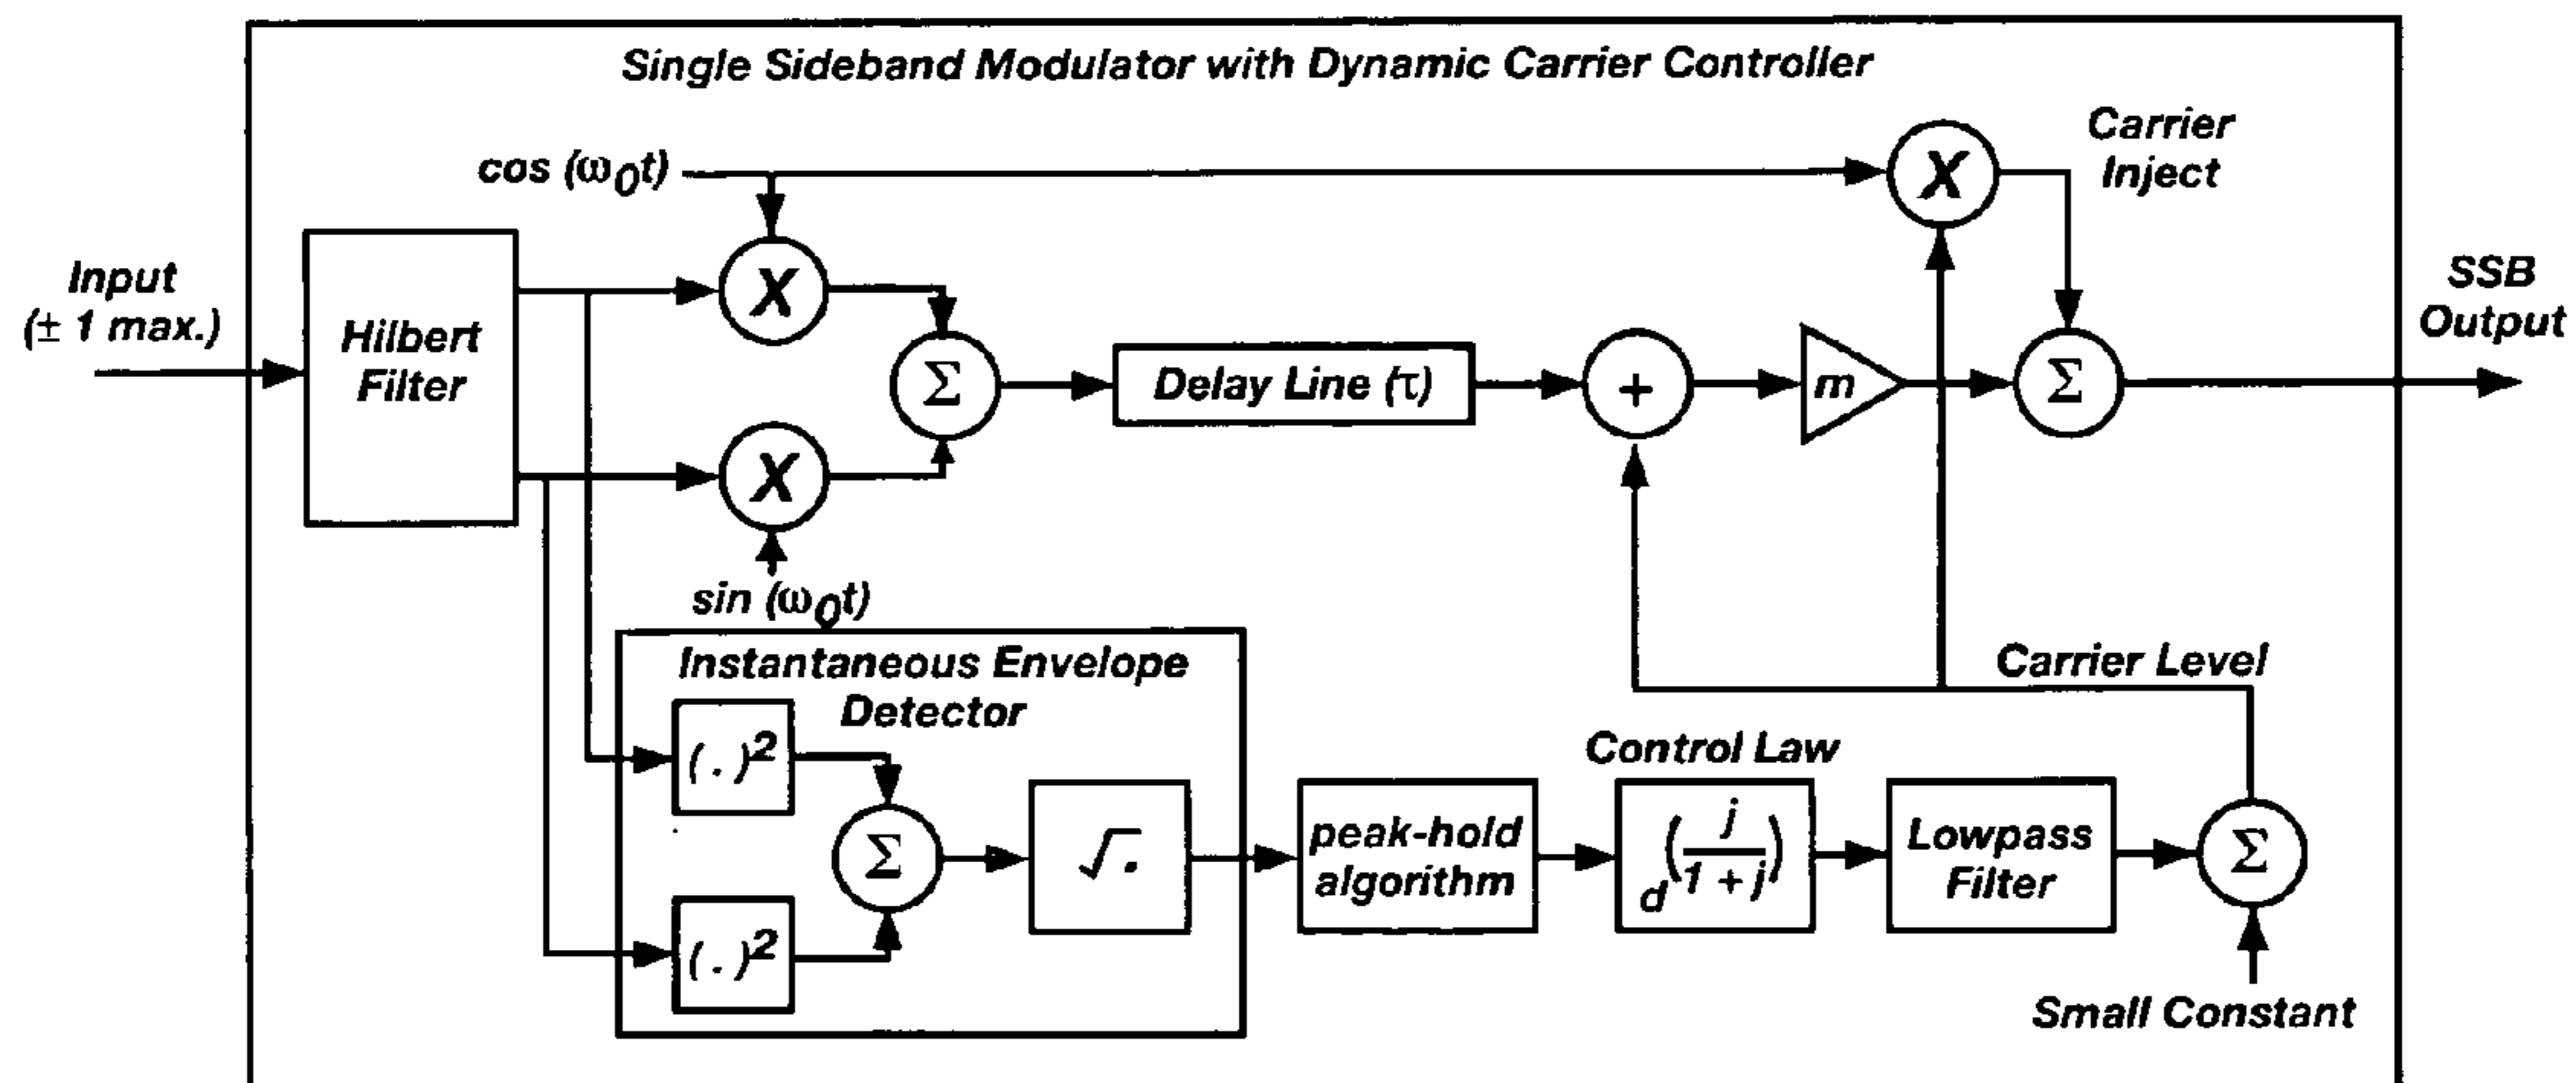 Single Sideband Modulator with Dynamic Carrier Controller
Carrier
Inject
cos (ω0t)
X
Input
(± 1 max.)
Hilbert
Filter
X
Σ
Delay Line (τ)
+
m
Σ
SSB
Output
X
sin (ω0t)
Instantaneous Envelope
Detector
Carrier Level
(.)2
Σ
√.
(.)2
peak-hold
algorithm
Control Law
d(j/1 + j)
Lowpass
Filter
Σ
Small Constant